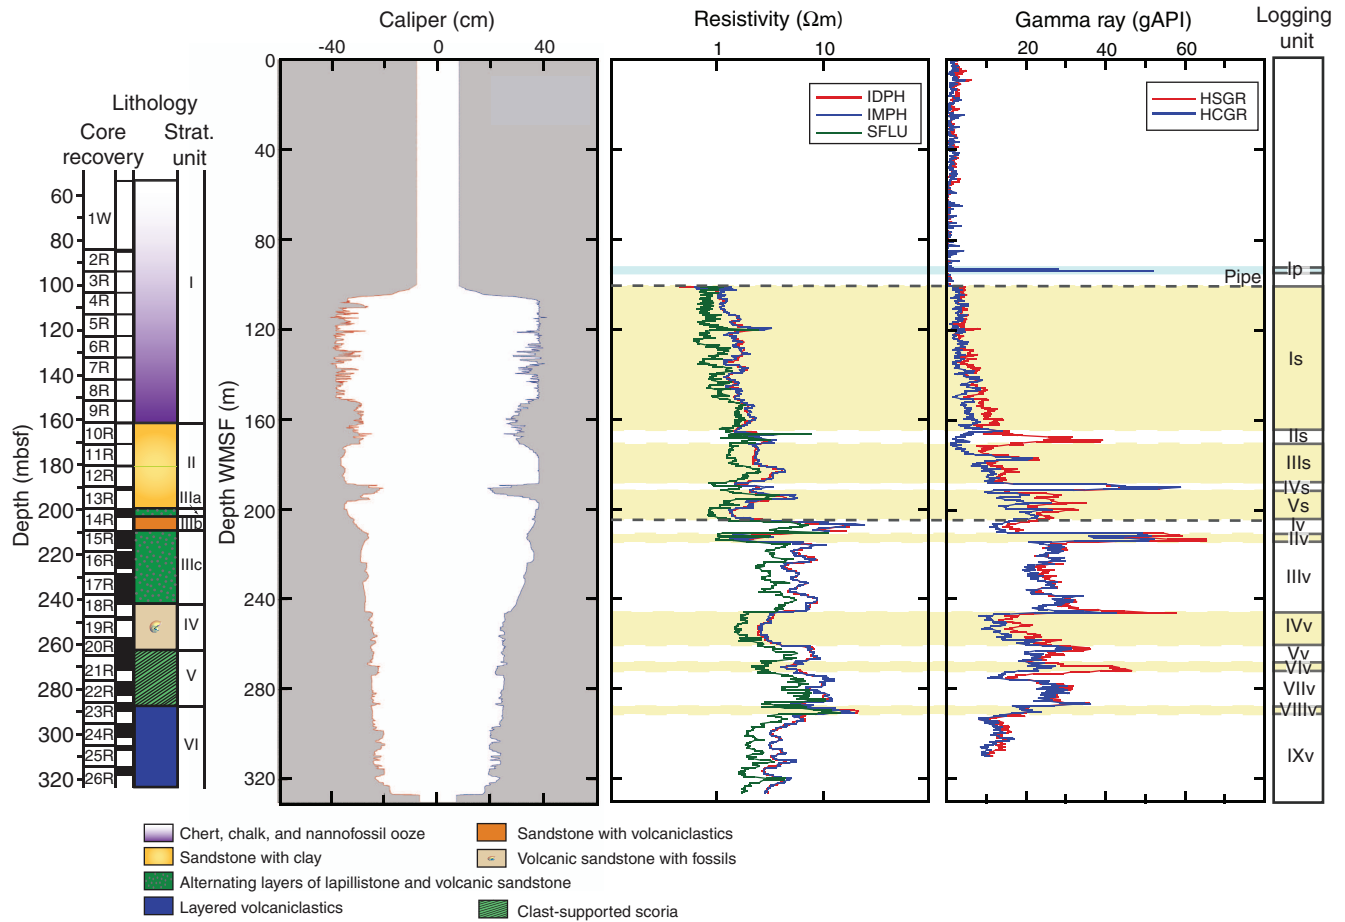 Caliper (cm)
-40 0 40
Resistivity (Ωm)
1 10
Gamma ray (gAPI)
20 40 60
Logging
unit
Lithology
Core
recovery
Strat.
unit
Depth (mbsf)
60
80
100
120
140
160
180
200
220
240
260
280
300
320
1W
2R
3R
4R
5R
6R
7R
8R
9R
10R
11R
12R
13R
14R
15R
16R
17R
18R
19R
20R
21R
22R
23R
24R
25R
26R
I
II
IIIa
IIIb
IIIc
IV
V
VI
Depth WMSF (m)
0
40
80
120
160
200
240
280
320
IDPH
IMPH
SFLU
HSGR
HCGR
Pipe
Ip
Is
IIs
IIIs
IVs
Vs
Iv
IIv
IIIv
IVv
Vv
VIv
VIIv
VIIIv
IXv
Chert, chalk, and nannofossil ooze
Sandstone with clay
Alternating layers of lapillistone and volcanic sandstone
Layered volcaniclastics
Sandstone with volcaniclastics
Volcanic sandstone with fossils
Clast-supported scoria